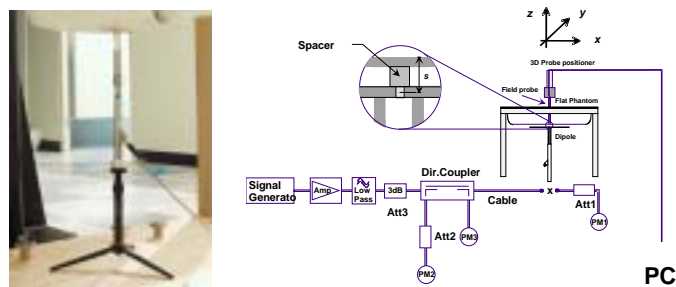 z
y
x
3D Probe positioner
Spacer
s
Field probe
Flat Phantom
Dipole
Signal
Generato
Amp
Low
Pass
3dB
Att3
Dir.Coupler
Cable
x
Att1
PM1
Att2
PM3
PM2
PC